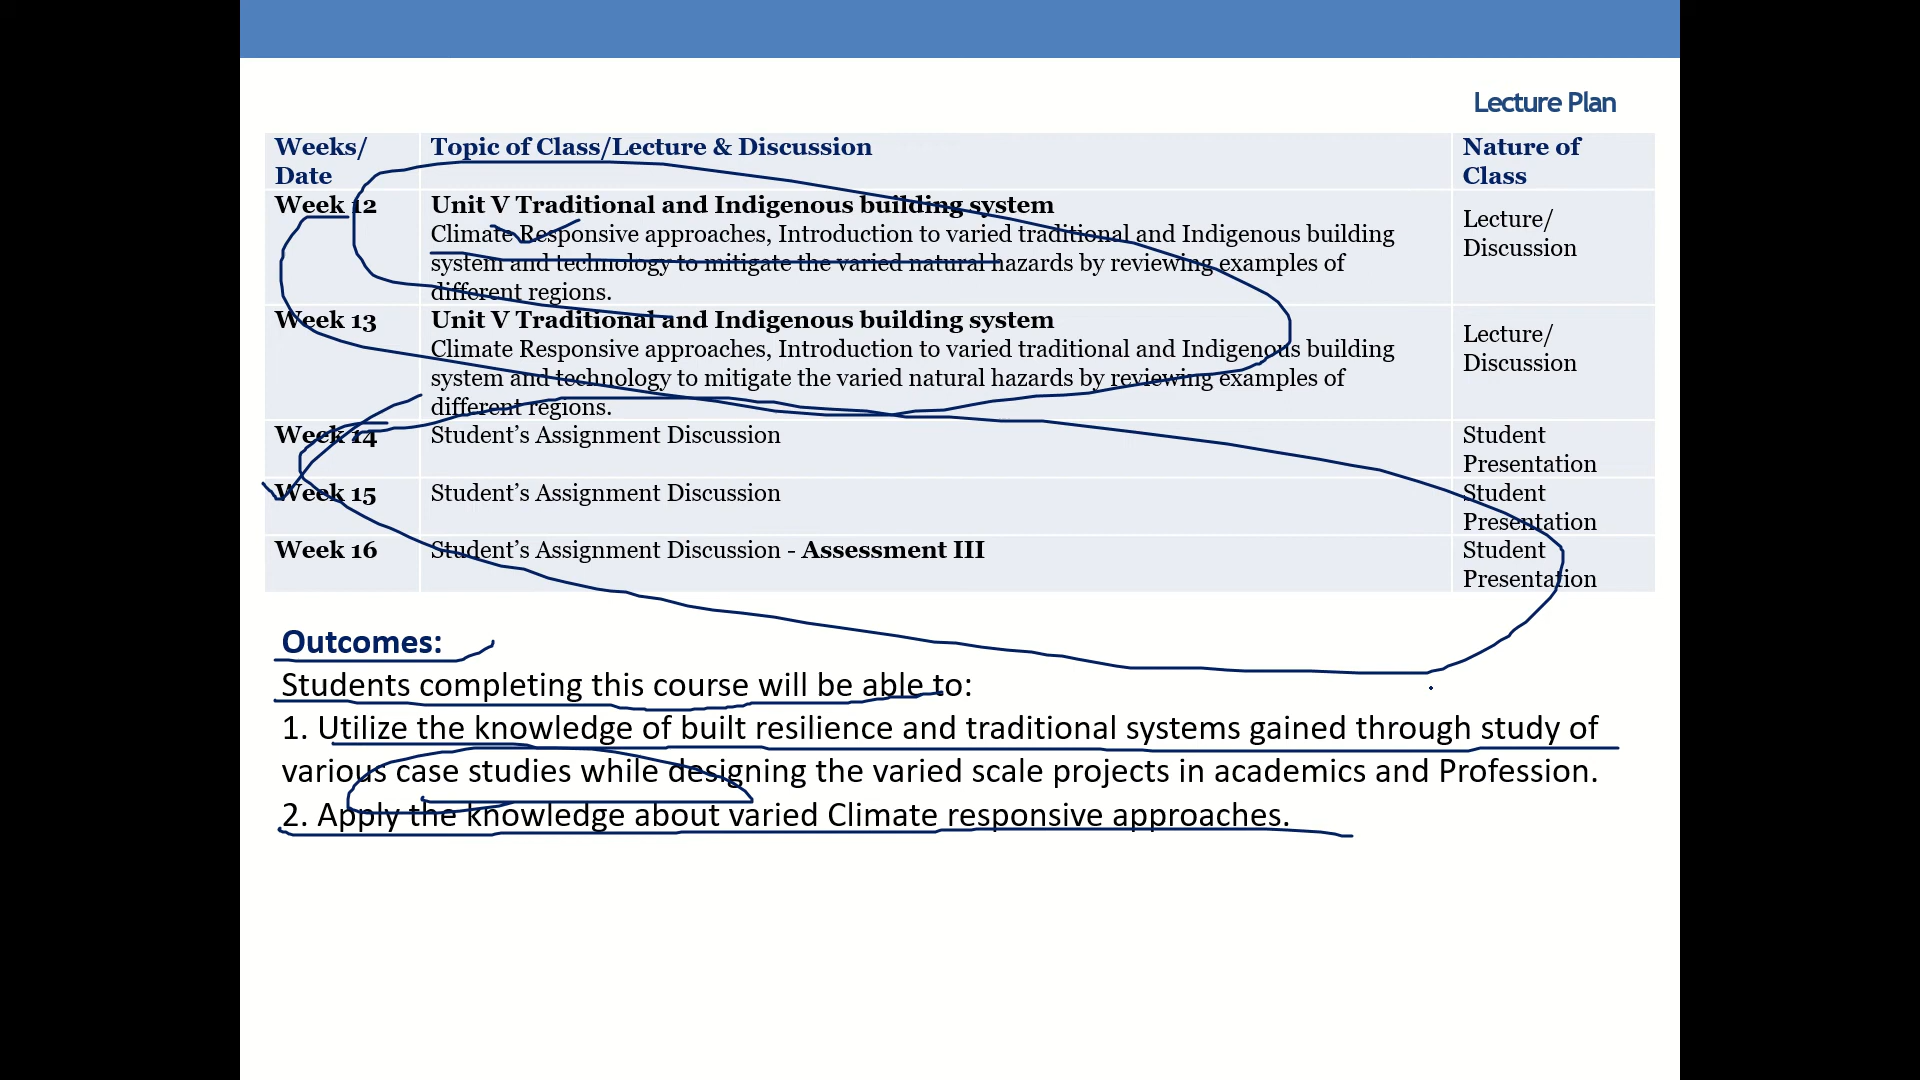 Lecture Plan
Weeks/ Date
Topic of Class/Lecture & Discussion
Nature of Class
Week 12
Unit V Traditional and Indigenous building system
Climate Responsive approaches, Introduction to varied traditional and Indigenous building
system and technology to mitigate the varied natural hazards by reviewing examples of
different regions.
Lecture/
Discussion
Week 13
Unit V Traditional and Indigenous building system
Climate Responsive approaches, Introduction to varied traditional and Indigenous building
system and technology to mitigate the varied natural hazards by reviewing examples of
different regions.
Lecture/
Discussion
Week 14
Student’s Assignment Discussion
Student
Presentation
Week 15
Student’s Assignment Discussion
Student
Presentation
Week 16
Student’s Assignment Discussion - Assessment III
Student
Presentation
Outcomes:
Students completing this course will be able to:
1. Utilize the knowledge of built resilience and traditional systems gained through study of
various case studies while designing the varied scale projects in academics and Profession.
2. Apply the knowledge about varied Climate responsive approaches.